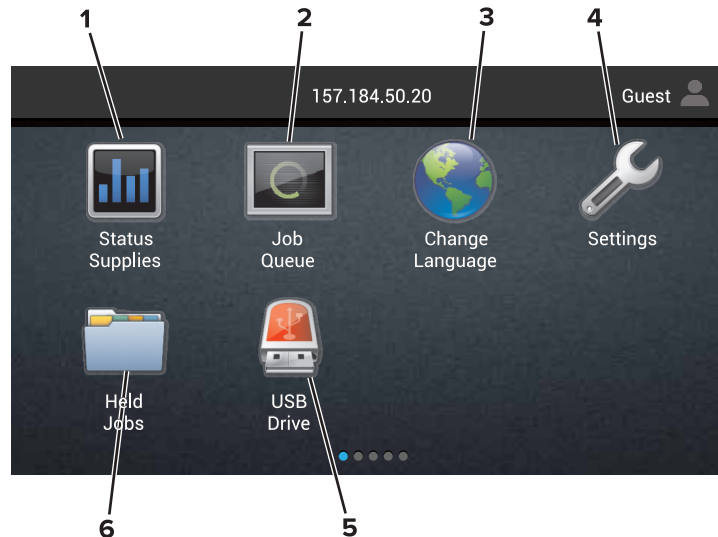 1 2 3 4
157.184.50.20 Guest
Status Supplies
Job Queue
Change Language
Settings
Held Jobs
USB Drive
6 5